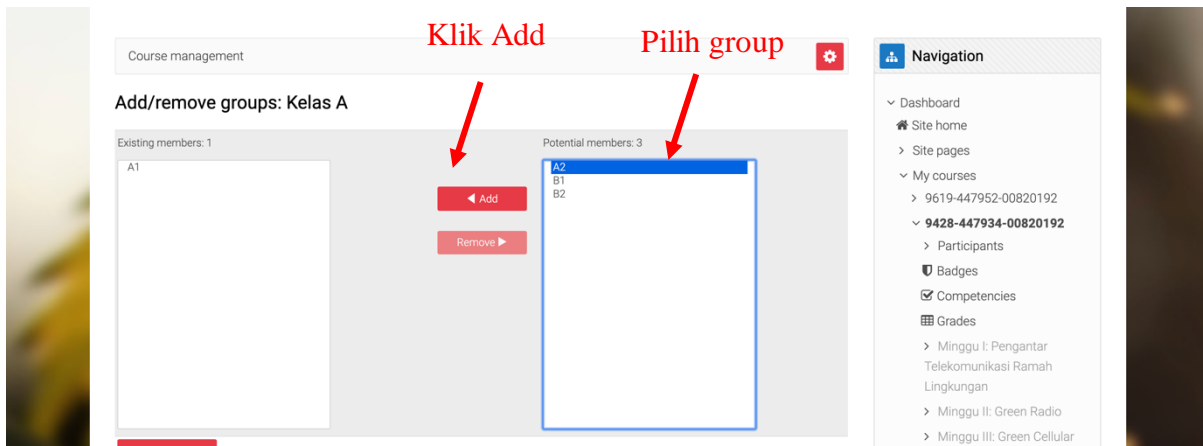 Klik Add
Pilih group
Course management
Add/remove groups: Kelas A
Existing members: 1
A1
Add
Remove
Potential members: 3
A2
B1
B2
Navigation
Dashboard
Site home
Site pages
My courses
9619-447952-00820192
9428-447934-00820192
Participants
Badges
Competencies
Grades
Minggu I: Pengantar
Telekomunikasi Ramah
Lingkungan
Minggu II: Green Radio
Minggu III: Green Cellular